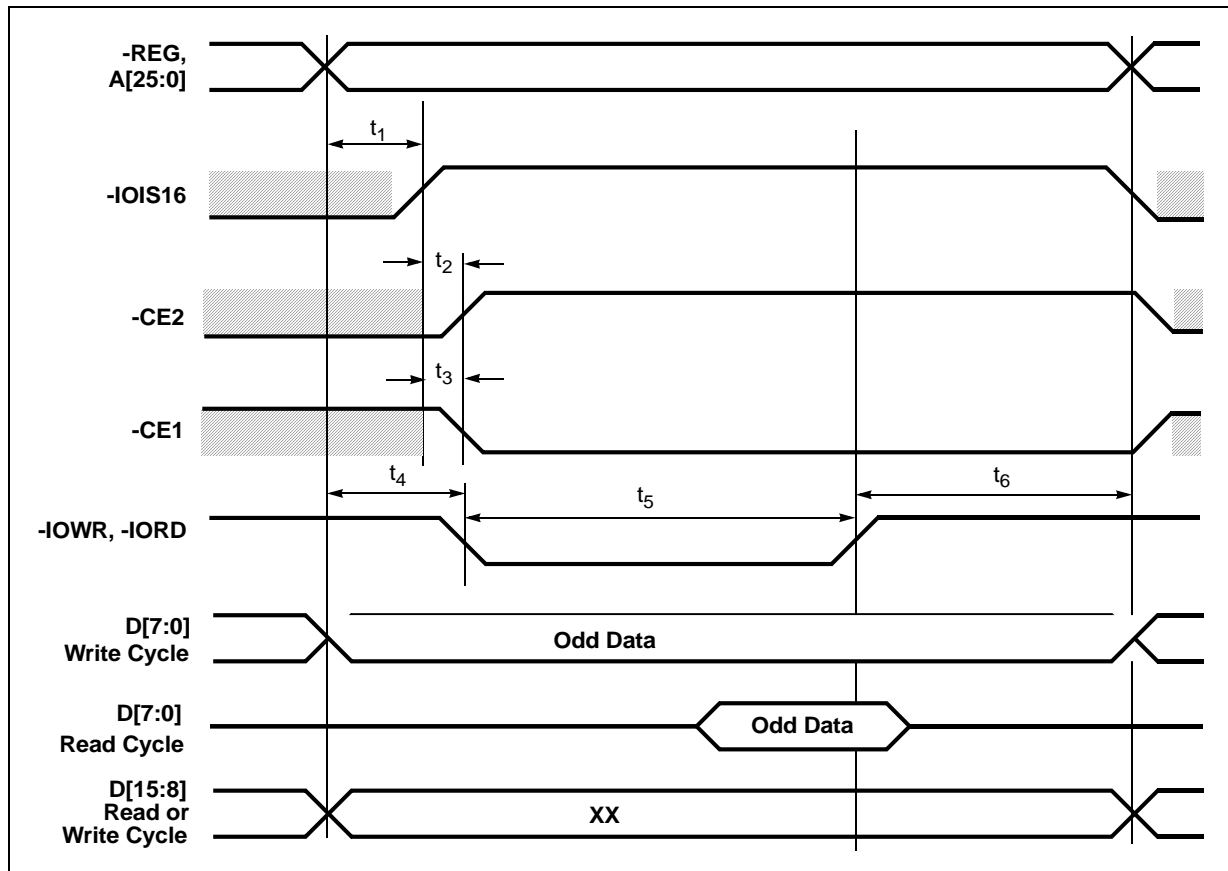 -REG,
A[25:0]
t1
-IOIS16
t2
-CE2
t3
-CE1
t4
t5
t6
-IOWR, -IORD
D[7:0]
Write Cycle
Odd Data
D[7:0]
Read Cycle
Odd Data
D[15:8]
Read or
Write Cycle
XX